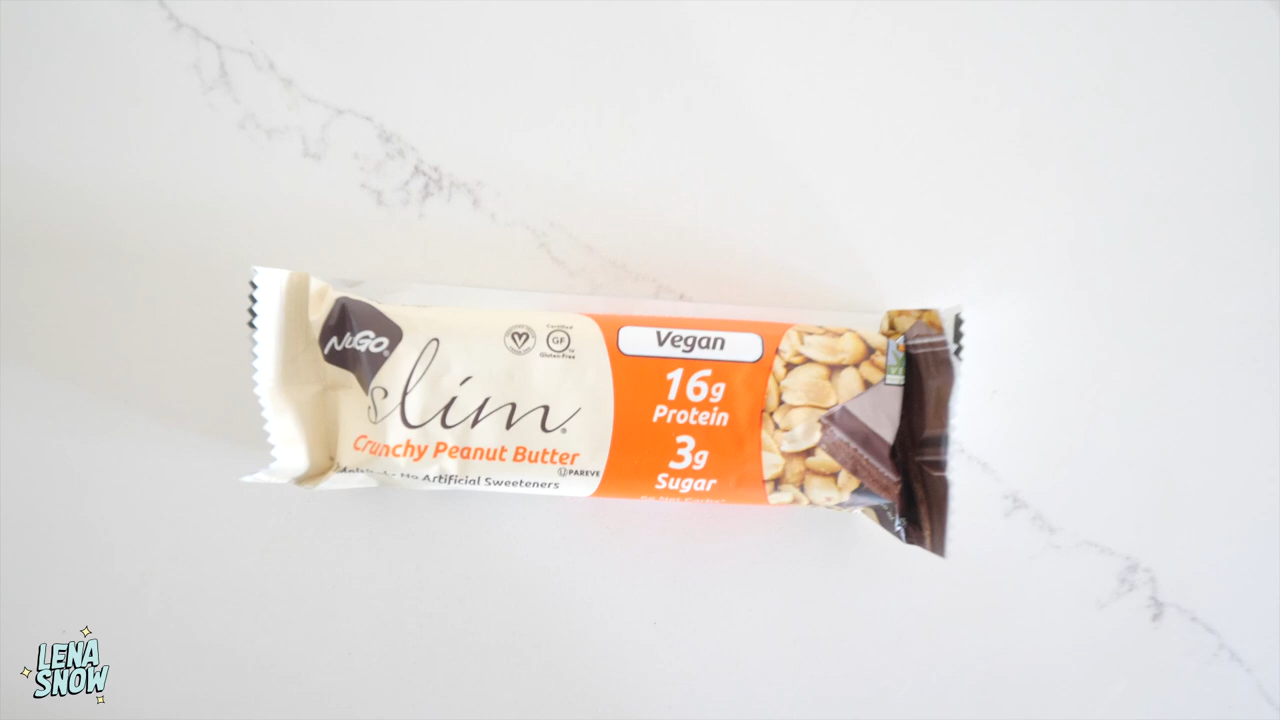 NuGo
slim
Crunchy Peanut Butter
No Artificial Sweeteners
PAREVE
Certified
GF
Gluten-Free
Vegan
16g
Protein
3g
Sugar
LENA
SNOW